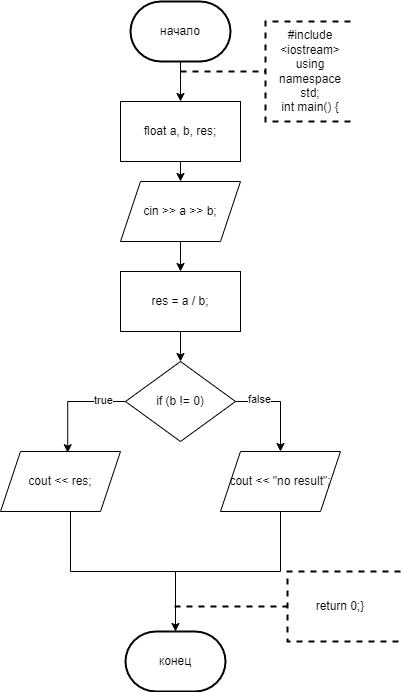 начало
#include
<iostream>
using
namespace
std;
int main() {
float a, b, res;
cin >> a >> b;
res = a / b;
if (b != 0)
true
false
cout << res;
cout << "no result";
return 0;}
конец